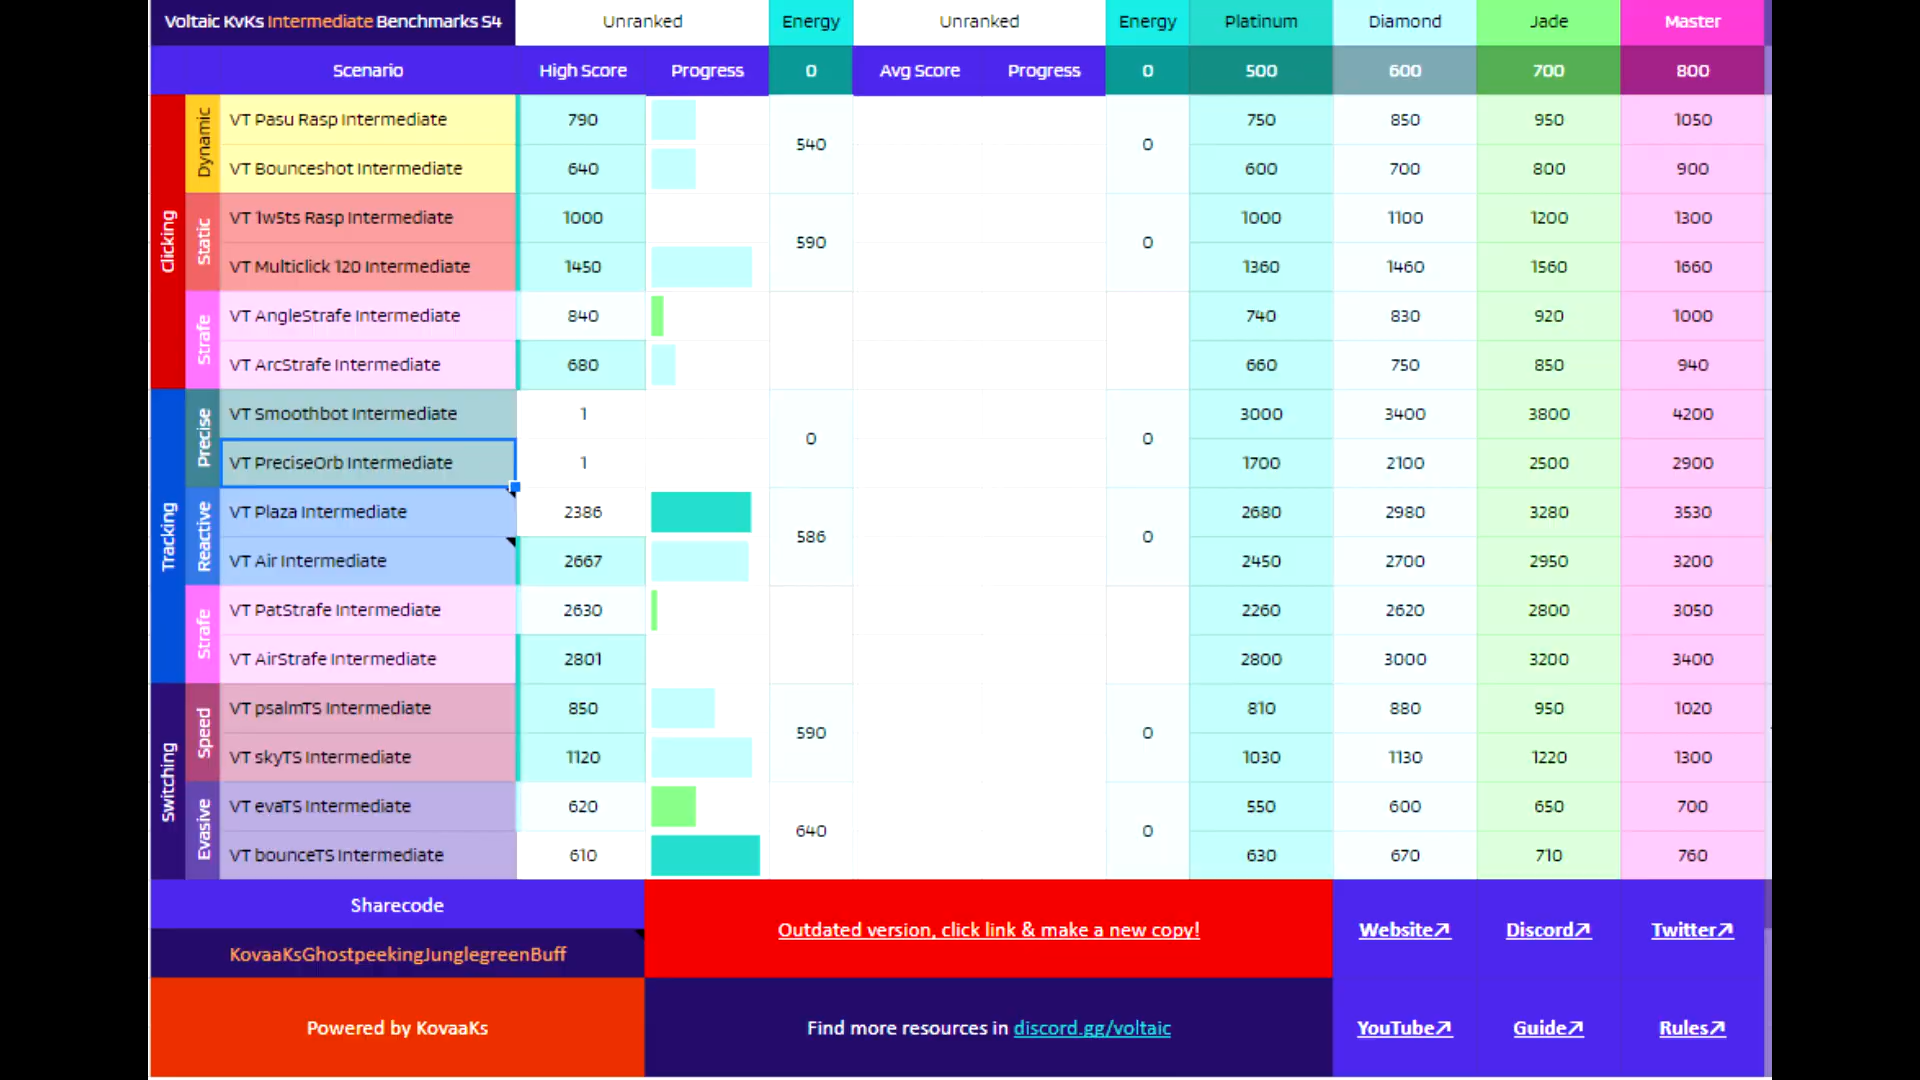 Voltaic KvKs Intermediate Benchmarks S4 Unranked Energy Unranked Energy Platinum Diamond Jade Master
Scenario High Score Progress 0 Avg Score Progress 0 500 600 700 800
Clicking
Dynamic
VT Pasu Rasp Intermediate 790 750 850 950 1050
540 0
VT Bounceshot Intermediate 640 600 700 800 900
Static
VT 1w5ts Rasp Intermediate 1000 1000 1100 1200 1300
590 0
VT Multiclick 120 Intermediate 1450 1360 1460 1560 1660
Strafe
VT AngleStrafe Intermediate 840 740 830 920 1000
VT ArcStrafe Intermediate 680 660 750 850 940
Tracking
Precise
VT Smoothbot Intermediate 1 3000 3400 3800 4200
0 0
VT PreciseOrb Intermediate 1 1700 2100 2500 2900
Reactive
VT Plaza Intermediate 2386 2680 2980 3280 3530
586 0
VT Air Intermediate 2667 2450 2700 2950 3200
Strafe
VT PatStrafe Intermediate 2630 2260 2620 2800 3050
VT AirStrafe Intermediate 2801 2800 3000 3200 3400
Switching
Speed
VT psalmTS Intermediate 850 810 880 950 1020
590 0
VT skyTS Intermediate 1120 1030 1130 1220 1300
Evasive
VT evaTS Intermediate 620 550 600 650 700
640 0
VT bounceTS Intermediate 610 630 670 710 760
Sharecode
KovaaKsGhostpeekingJunglegreenBuff
Outdated version, click link & make a new copy!
Website↗ Discord↗ Twitter↗
Powered by KovaaKs
Find more resources in discord.gg/voltaic
YouTube↗ Guide↗ Rules↗